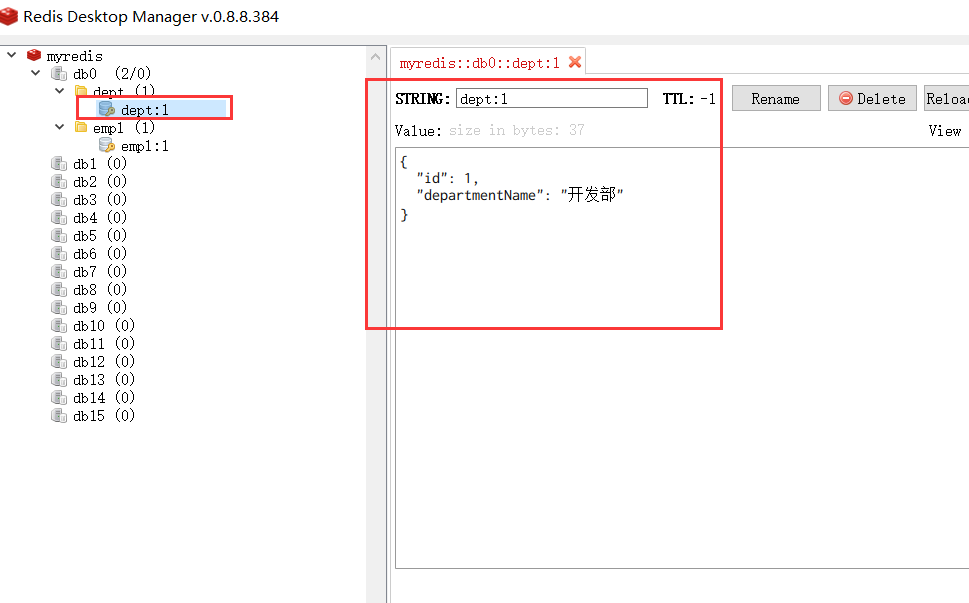 Redis Desktop Manager v.0.8.8.384
myredis
db0 (2/0)
dept (1)
dept:1
emp1 (1)
emp1:1
db1 (0)
db2 (0)
db3 (0)
db4 (0)
db5 (0)
db6 (0)
db7 (0)
db8 (0)
db9 (0)
db10 (0)
db11 (0)
db12 (0)
db13 (0)
db14 (0)
db15 (0)
myredis::db0::dept:1
STRING: dept:1 TTL: -1 Rename Delete Reloa
Value: size in bytes: 37 View
{
"id": 1,
"departmentName": "开发部"
}